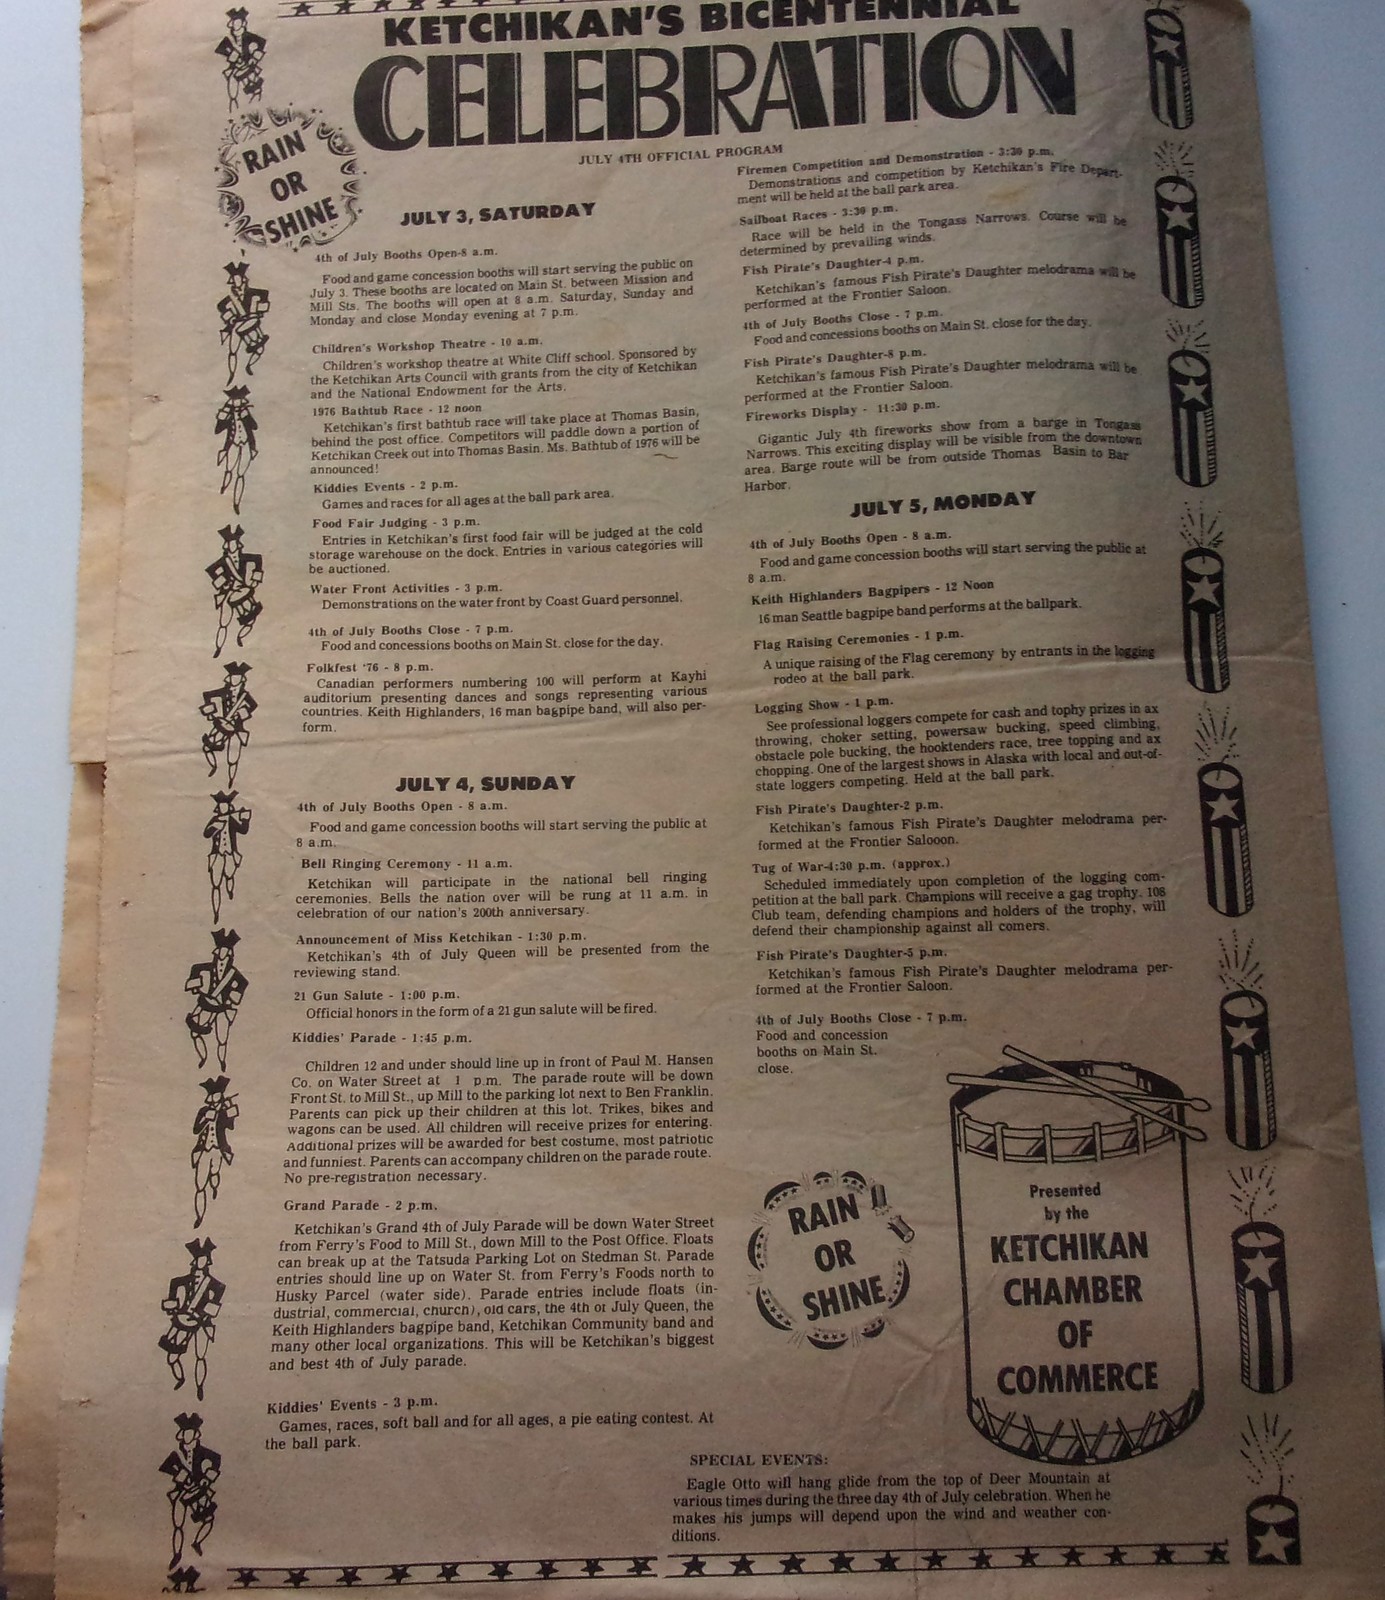 KETCHIKAN'S BICENTENNIAL
CELEBRATION
JULY 4TH OFFICIAL PROGRAM
RAIN
OR
SHINE
JULY 3, SATURDAY
4th of July Booths Open-8 a.m.
Food and game concession booths will start serving the public on
July 3. These booths are located on Main St. between Mission and
Mill Sts. The booths will open at 8 a.m. Saturday, Sunday and
Monday and close Monday evening at 7 p.m.
Children's Workshop Theatre - 10 a.m.
Children's workshop theatre at White Cliff school. Sponsored by
the Ketchikan Arts Council with grants from the city of Ketchikan
and the National Endowment for the Arts.
1976 Bathtub Race - 12 noon
Ketchikan's first bathtub race will take place at Thomas Basin,
behind the post office. Competitors will paddle down a portion of
Ketchikan Creek out into Thomas Basin. Ms. Bathtub of 1976 will be
announced!
Kiddies Events - 2 p.m.
Games and races for all ages at the ball park area.
Food Fair Judging - 3 p.m.
Entries in Ketchikan's first food fair will be judged at the cold
storage warehouse on the dock. Entries in various categories will
be auctioned.
Water Front Activities - 3 p.m.
Demonstrations on the water front by Coast Guard personnel.
4th of July Booths Close - 7 p.m.
Food and concessions booths on Main St. close for the day.
Folkfest '76 - 8 p.m.
Canadian performers numbering 100 will perform at Kayhi
auditorium presenting dances and songs representing various
countries. Keith Highlanders, 16 man bagpipe band, will also per-
form.
JULY 4, SUNDAY
4th of July Booths Open - 8 a.m.
Food and game concession booths will start serving the public at
8 a.m.
Bell Ringing Ceremony - 11 a.m.
Ketchikan will participate in the national bell ringing
ceremonies. Bells the nation over will be rung at 11 a.m. in
celebration of our nation's 200th anniversary.
Announcement of Miss Ketchikan - 1:30 p.m.
Ketchikan's 4th of July Queen will be presented from the
reviewing stand.
21 Gun Salute - 1:00 p.m.
Official honors in the form of a 21 gun salute will be fired.
Kiddies' Parade - 1:45 p.m.
Children 12 and under should line up in front of Paul M. Hansen
Co. on Water Street at 1 p.m. The parade route will be down
Front St. to Mill St., up Mill to the parking lot next to Ben Franklin.
Parents can pick up their children at this lot. Trikes, bikes and
wagons can be used. All children will receive prizes for entering.
Additional prizes will be awarded for best costume, most patriotic
and funniest. Parents can accompany children on the parade route.
No pre-registration necessary.
Grand Parade - 2 p.m.
Ketchikan's Grand 4th of July Parade will be down Water Street
from Ferry's Food to Mill St., down Mill to the Post Office. Floats
can break up at the Tatsuda Parking Lot on Stedman St. Parade
entries should line up on Water St. from Ferry's Foods north to
Husky Parcel (water side). Parade entries include floats (in-
dustrial, commercial, church), old cars, the 4th of July Queen, the
Keith Highlanders bagpipe band, Ketchikan Community band and
many other local organizations. This will be Ketchikan's biggest
and best 4th of July parade.
Kiddies' Events - 3 p.m.
Games, races, soft ball and for all ages, a pie eating contest. At
the ball park.
Firemen Competition and Demonstration - 3:30 p.m.
Demonstrations and competition by Ketchikan's Fire Depart-
ment will be held at the ball park area.
Sailboat Races - 3:30 p.m.
Race will be held in the Tongass Narrows. Course will be
determined by prevailing winds.
Fish Pirate's Daughter-4 p.m.
Ketchikan's famous Fish Pirate's Daughter melodrama will be
performed at the Frontier Saloon.
4th of July Booths Close - 7 p.m.
Food and concessions booths on Main St. close for the day.
Fish Pirate's Daughter-8 p.m.
Ketchikan's famous Fish Pirate's Daughter melodrama will be
performed at the Frontier Saloon.
Fireworks Display - 11:30 p.m.
Gigantic July 4th fireworks show from a barge in Tongass
Narrows. This exciting display will be visible from the downtown
area. Barge route will be from outside Thomas Basin to Bar
Harbor.
JULY 5, MONDAY
4th of July Booths Open - 8 a.m.
Food and game concession booths will start serving the public at
8 a.m.
Keith Highlanders Bagpipers - 12 Noon
16 man Seattle bagpipe band performs at the ballpark.
Flag Raising Ceremonies - 1 p.m.
A unique raising of the Flag ceremony by entrants in the logging
rodeo at the ball park.
Logging Show - 1 p.m.
See professional loggers compete for cash and tophy prizes in ax
throwing, choker setting, powersaw bucking, speed climbing,
obstacle pole bucking, the hooktenders race, tree topping and ax
chopping. One of the largest shows in Alaska with local and out-of-
state loggers competing. Held at the ball park.
Fish Pirate's Daughter-2 p.m.
Ketchikan's famous Fish Pirate's Daughter melodrama per-
formed at the Frontier Salooon.
Tug of War-4:30 p.m. (approx.)
Scheduled immediately upon completion of the logging com-
petition at the ball park. Champions will receive a gag trophy. 108
Club team, defending champions and holders of the trophy, will
defend their championship against all comers.
Fish Pirate's Daughter-5 p.m.
Ketchikan's famous Fish Pirate's Daughter melodrama per-
formed at the Frontier Saloon.
4th of July Booths Close - 7 p.m.
Food and concession
booths on Main St.
close.
RAIN
OR
SHINE
Presented
by the
KETCHIKAN
CHAMBER
OF
COMMERCE
SPECIAL EVENTS:
Eagle Otto will hang glide from the top of Deer Mountain at
various times during the three day 4th of July celebration. When he
makes his jumps will depend upon the wind and weather con-
ditions.